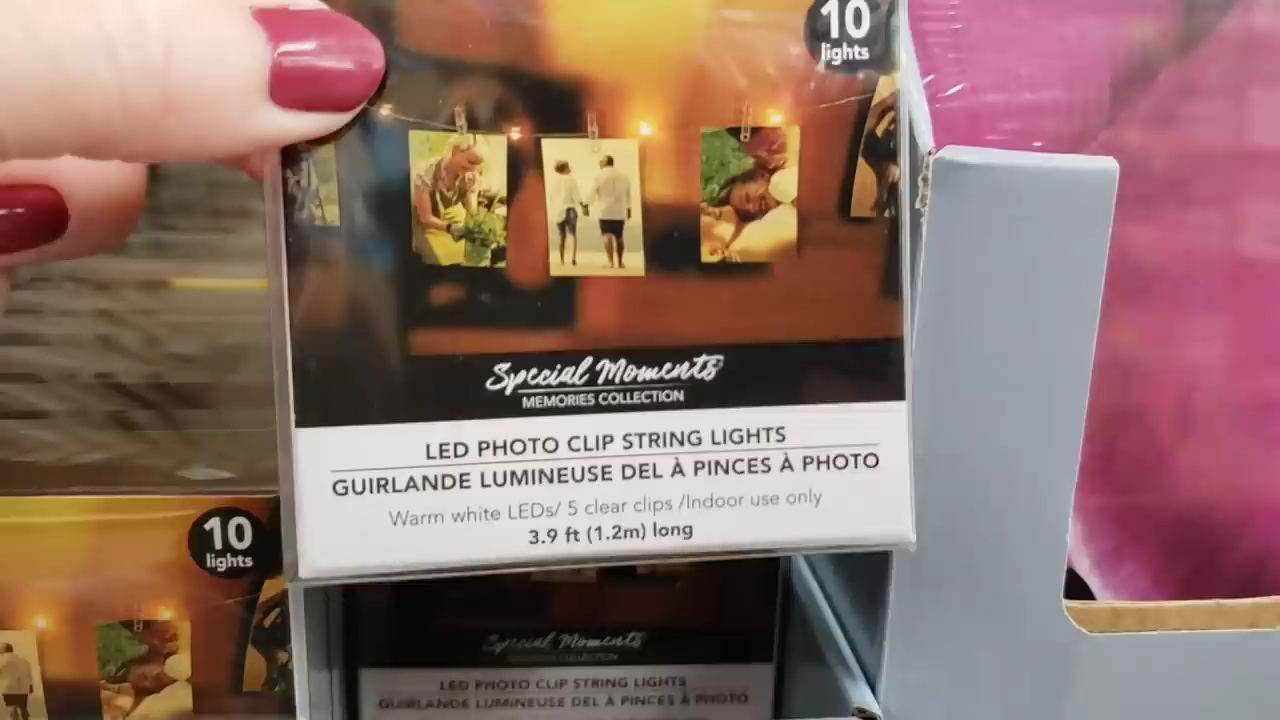 10
lights
Special Moments
MEMORIES COLLECTION
LED PHOTO CLIP STRING LIGHTS
GUIRLANDE LUMINEUSE DEL À PINCES À PHOTO
Warm white LEDs/ 5 clear clips /Indoor use only
3.9 ft (1.2m) long
10
lights
Special Moments
COLLECTION
LED PHOTO CLIP STRING LIGHTS
GUIRLANDE LUMINEUSE DEL À PINCES À PHOTO